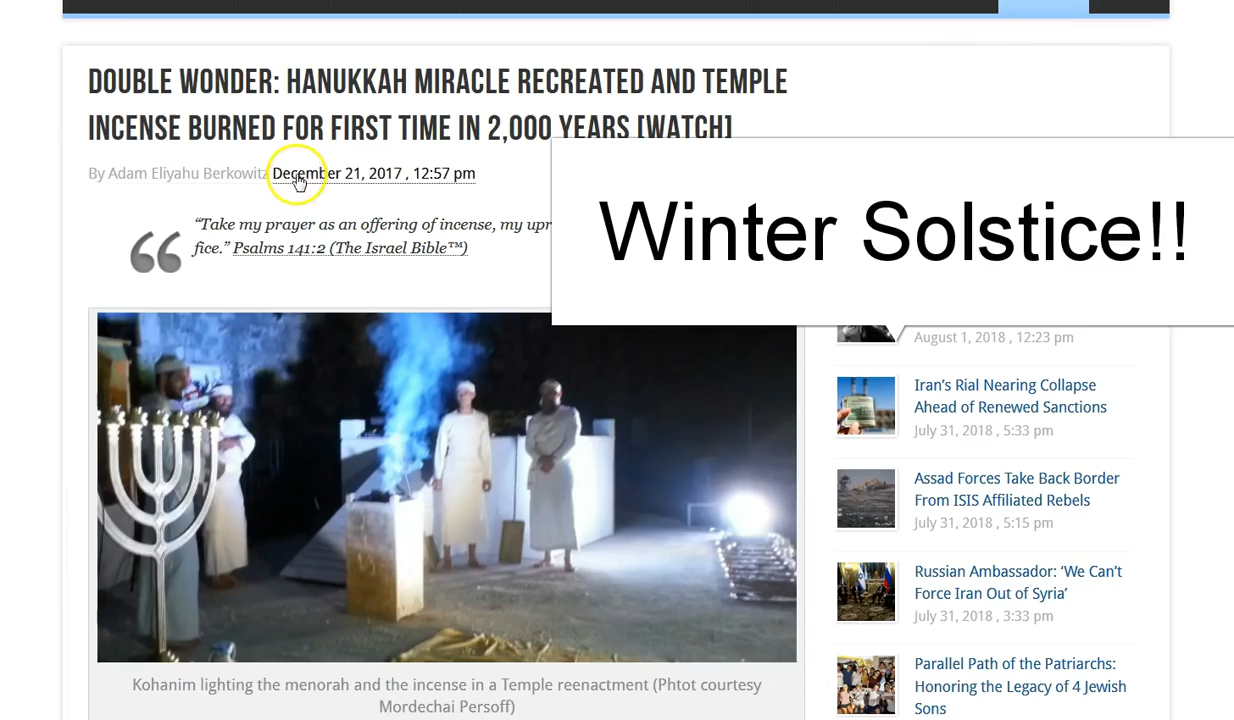 DOUBLE WONDER: HANUKKAH MIRACLE RECREATED AND TEMPLE
INCENSE BURNED FOR FIRST TIME IN 2,000 YEARS [WATCH]
By Adam Eliyahu Berkowitz December 21, 2017 , 12:57 pm
“Take my prayer as an offering of incense, my upr
fice.” Psalms 141:2 (The Israel Bible™)
Winter Solstice!!
Kohanim lighting the menorah and the incense in a Temple reenactment (Phtot courtesy
Mordechai Persoff)
August 1, 2018 , 12:23 pm
Iran’s Rial Nearing Collapse
Ahead of Renewed Sanctions
July 31, 2018 , 5:33 pm
Assad Forces Take Back Border
From ISIS Affiliated Rebels
July 31, 2018 , 5:15 pm
Russian Ambassador: ‘We Can’t
Force Iran Out of Syria’
July 31, 2018 , 3:33 pm
Parallel Path of the Patriarchs:
Honoring the Legacy of 4 Jewish
Sons